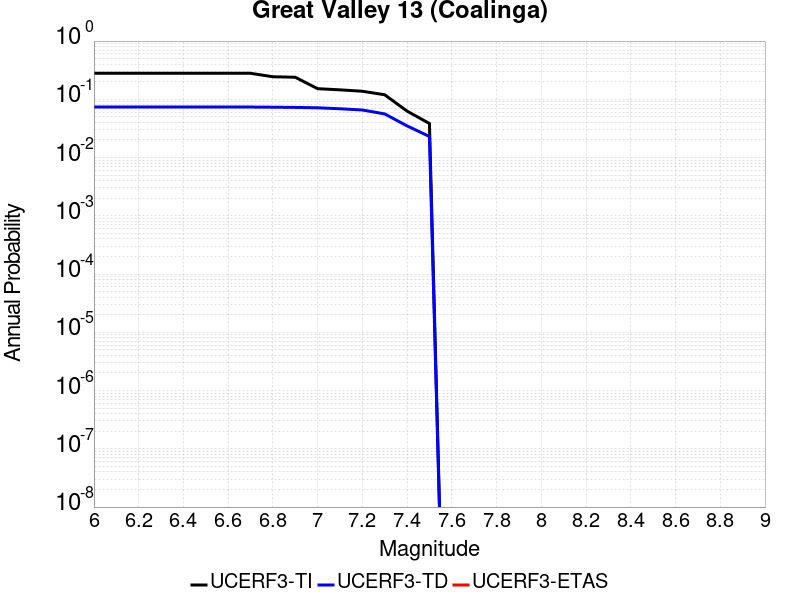 Great Valley 13 (Coalinga)
10^0
10^-1
10^-2
10^-3
10^-4
10^-5
10^-6
10^-7
10^-8
Annual Probability
6 6.2 6.4 6.6 6.8 7 7.2 7.4 7.6 7.8 8 8.2 8.4 8.6 8.8 9
Magnitude
UCERF3-TI UCERF3-TD UCERF3-ETAS